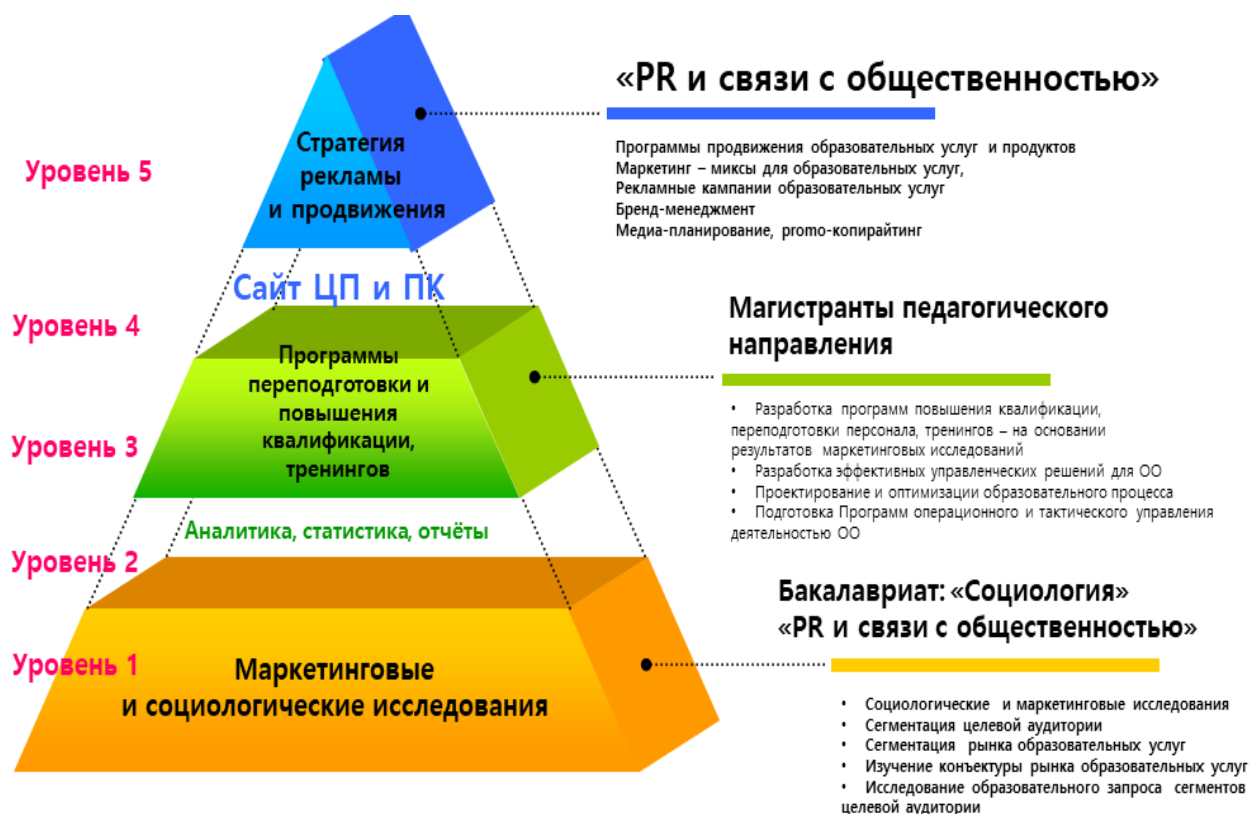 «PR и связи с общественностью»
Программы продвижения образовательных услуг и продуктов
Маркетинг – миксы для образовательных услуг,
Рекламные кампании образовательных услуг
Бренд-менеджмент
Медиа-планирование, promo-копирайтинг
Уровень 5
Стратегия
рекламы
и продвижения
Сайт ЦП и ПК
Уровень 4
Магистранты педагогического
направления
• Разработка программ повышения квалификации,
переподготовки персонала, тренингов – на основании
результатов маркетинговых исследований
• Разработка эффективных управленческих решений для ОО
• Проектирование и оптимизации образовательного процесса
• Подготовка Программ операционного и тактического управления
деятельностью ОО
Программы
переподготовки и
повышения
квалификации,
тренингов
Уровень 3
Аналитика, статистика, отчёты
Уровень 2
Бакалавриат: «Социология»
«PR и связи с общественностью»
Уровень 1
Маркетинговые
и социологические исследования
• Социологические и маркетинговые исследования
• Сегментация целевой аудитории
• Сегментация рынка образовательных услуг
• Изучение конъектуры рынка образовательных услуг
• Исследование образовательного запроса сегментов
целевой аудитории